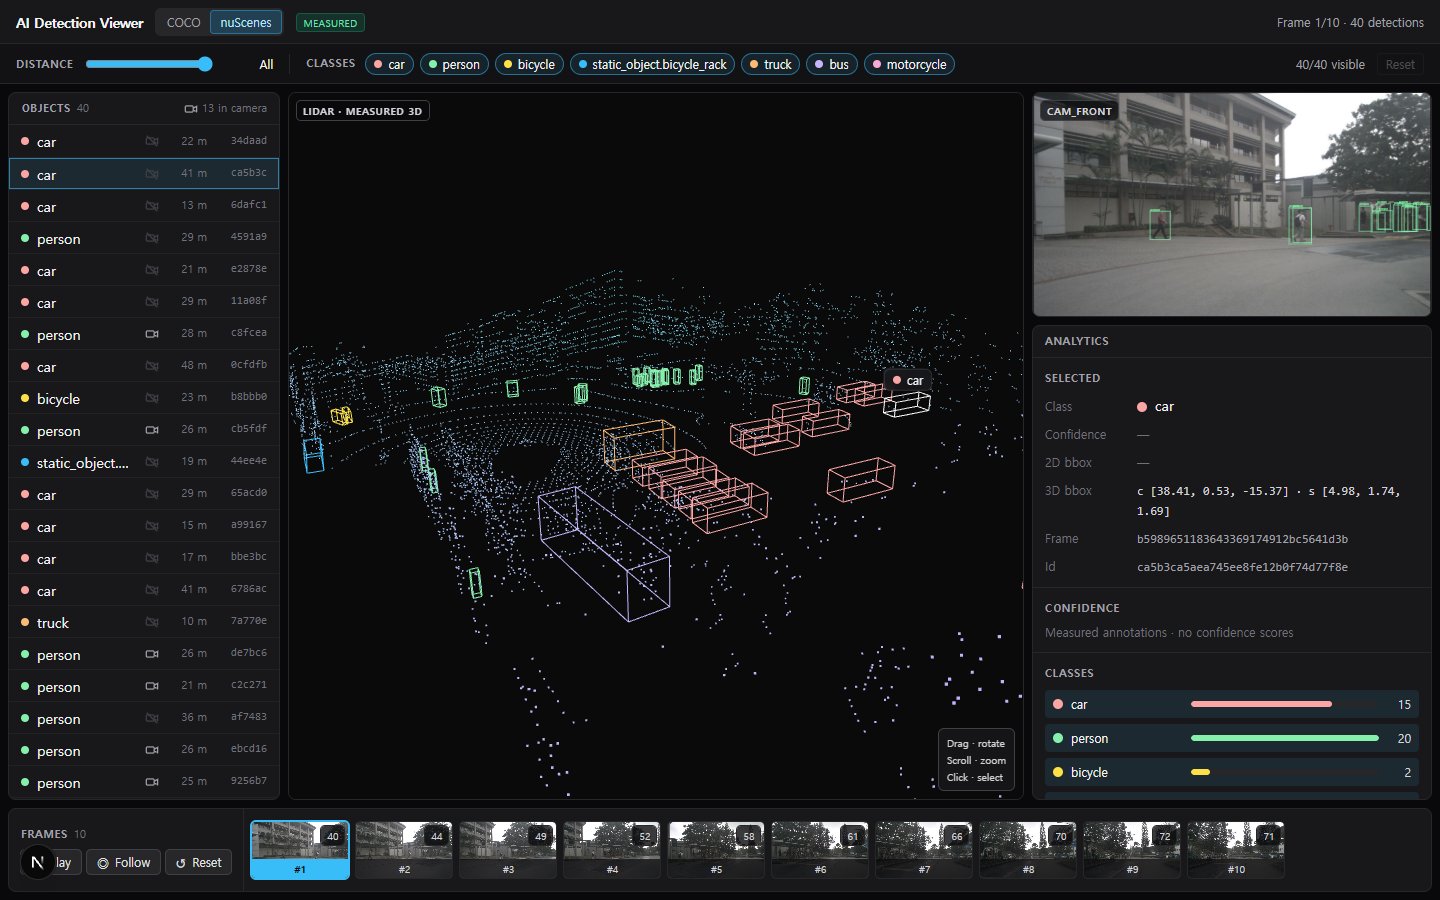 AI Detection Viewer COCO nuScenes MEASURED Frame 1/10 · 40 detections
DISTANCE All CLASSES car person bicycle static_object.bicycle_rack truck bus motorcycle 40/40 visible Reset
OBJECTS 40 13 in camera
car 22 m 34daad
car 41 m ca5b3c
car 13 m 6dafc1
person 29 m 4591a9
car 21 m e2878e
car 29 m 11a08f
person 28 m c8fcea
car 48 m 0cfdfb
bicycle 23 m b8bbb0
person 26 m cb5fdf
static_object.... 19 m 44ee4e
car 29 m 65acd0
car 15 m a99167
car 17 m bbe3bc
car 41 m 6786ac
truck 10 m 7a770e
person 26 m de7bc6
person 21 m c2c271
person 36 m af7483
person 26 m ebcd16
person 25 m 9256b7
LIDAR · MEASURED 3D
car
Drag · rotate
Scroll · zoom
Click · select
CAM_FRONT
ANALYTICS
SELECTED
Class car
Confidence —
2D bbox —
3D bbox c [38.41, 0.53, -15.37] · s [4.98, 1.74,
1.69]
Frame b5989651183643369174912bc5641d3b
Id ca5b3ca5aea745ee8fe12b0f74d77f8e
CONFIDENCE
Measured annotations · no confidence scores
CLASSES
car 15
person 20
bicycle 2
FRAMES 10
N lay Follow Reset
40 44 49 52 58 61 66 70 72 71
#1 #2 #3 #4 #5 #6 #7 #8 #9 #10